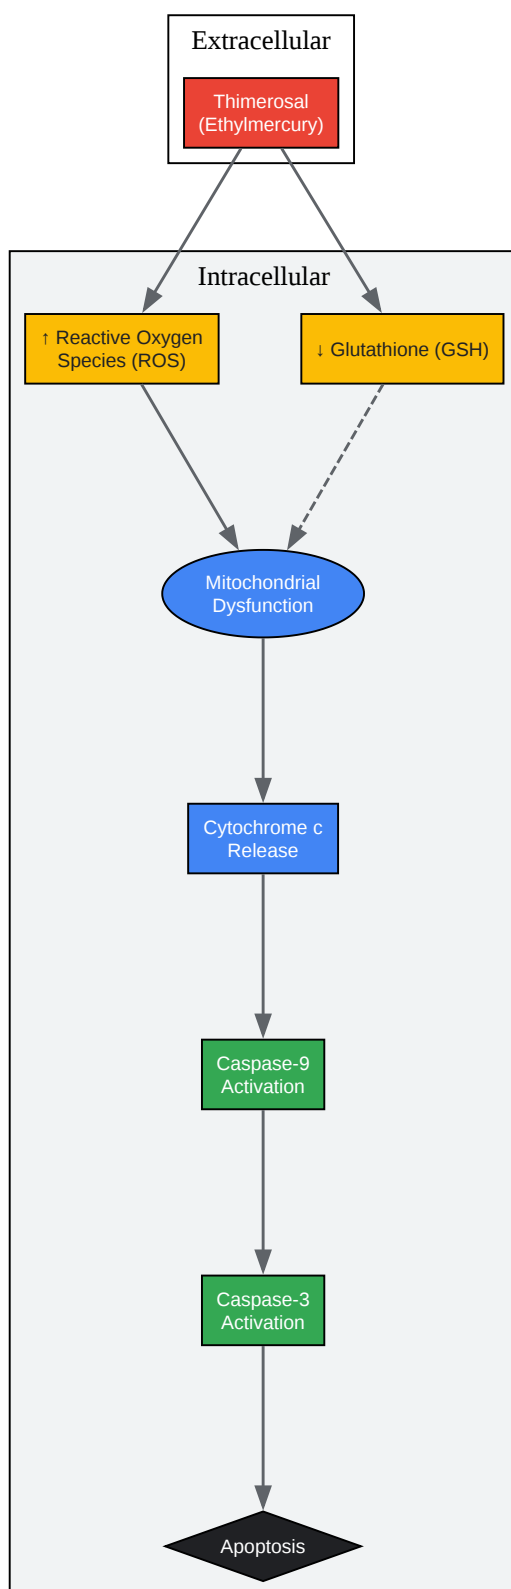 Extracellular
Thimerosal
(Ethylmercury)
Intracellular
↑ Reactive Oxygen
Species (ROS)
↓ Glutathione (GSH)
Mitochondrial
Dysfunction
Cytochrome c
Release
Caspase-9
Activation
Caspase-3
Activation
Apoptosis